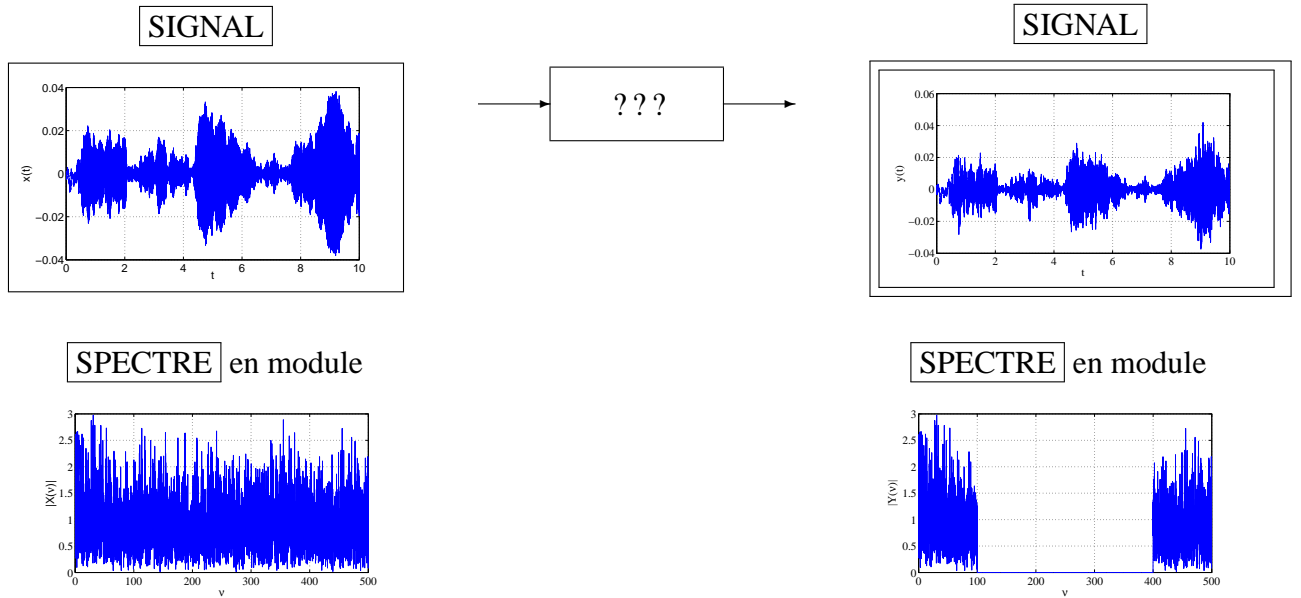 SIGNAL
SIGNAL
0.04
0.02
0
−0.02
−0.04
x(t)
0 2 4 6 8 10
t
? ? ?
0.06
0.04
0.02
0
−0.02
−0.04
y(t)
0 2 4 6 8 10
t
SPECTRE en module
SPECTRE en module
3
2.5
2
1.5
1
0.5
0
|X(ν)|
0 100 200 300 400 500
ν
3
2.5
2
1.5
1
0.5
0
|Y(ν)|
0 100 200 300 400 500
ν